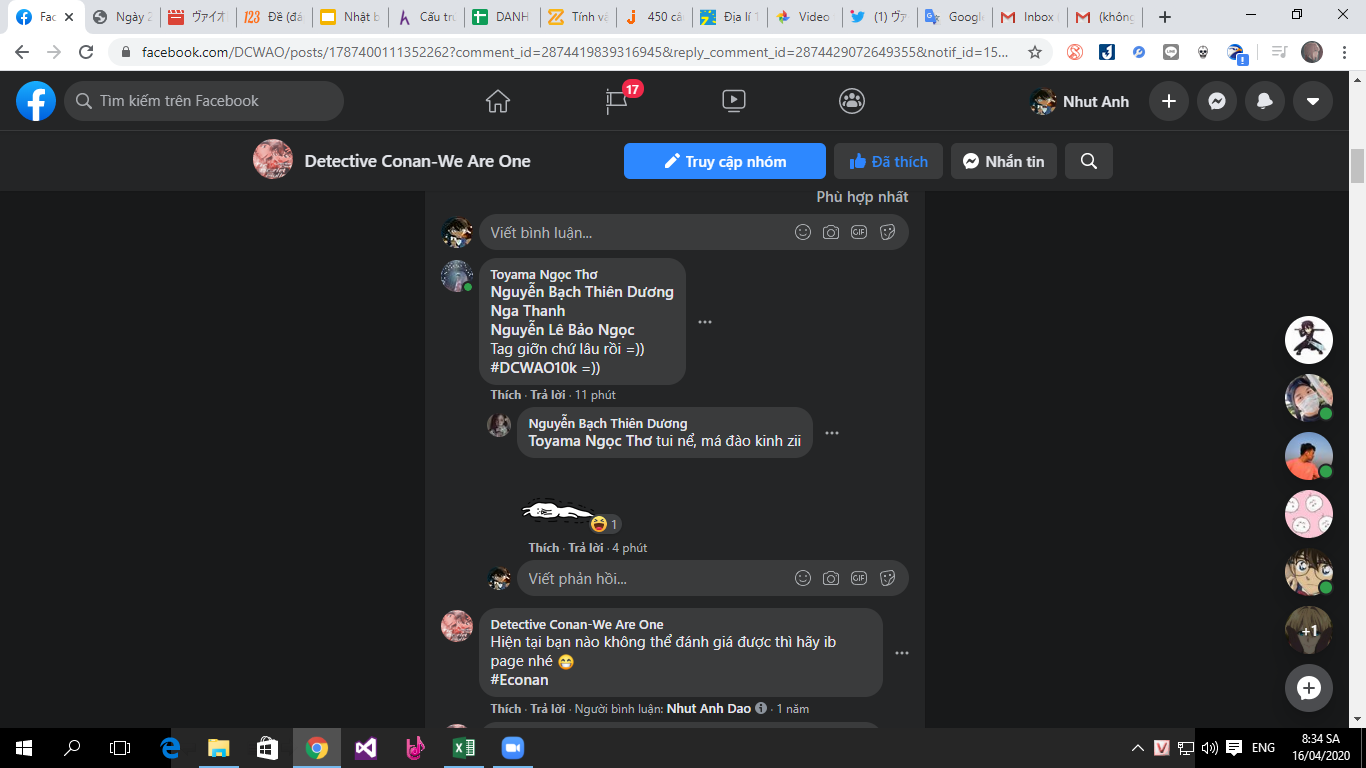 Fac
Ngày 2
ヴァイオ
123 Đề (đá
Nhật b
Cấu trú
DANH
Tính và
450 câu
Địa lí 1
Video
(1) ヴァ
Google
Inbox
(không
facebook.com/DCWAO/posts/1787400111352262?comment_id=2874419839316945&reply_comment_id=2874429072649355&notif_id=15...
Tìm kiếm trên Facebook
17
Nhut Anh
Detective Conan-We Are One
Truy cập nhóm
Đã thích
Nhắn tin
Phù hợp nhất
Viết bình luận...
GIF
Toyama Ngọc Thơ
Nguyễn Bạch Thiên Dương
Nga Thanh
Nguyễn Lê Bảo Ngọc
Tag giỡn chứ lâu rồi =))
#DCWAO10k =))
Thích · Trả lời · 11 phút
Nguyễn Bạch Thiên Dương
Toyama Ngọc Thơ tui nể, má đào kinh zii
1
Thích · Trả lời · 4 phút
Viết phản hồi...
GIF
Detective Conan-We Are One
Hiện tại bạn nào không thể đánh giá được thì hãy ib
page nhé 😁
#Econan
Thích · Trả lời · Người bình luận: Nhut Anh Dao · 1 năm
+1
ENG
8:34 SA
16/04/2020